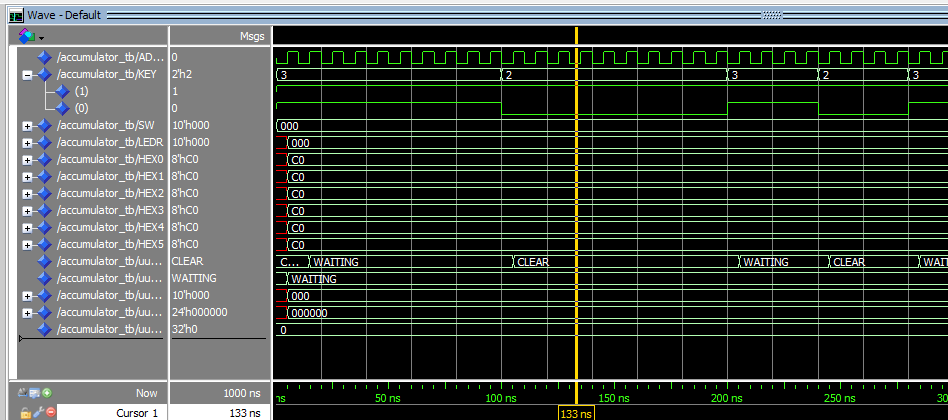 Wave - Default
Msgs
/accumulator_tb/AD... 0
/accumulator_tb/KEY 2'h2 3 2 3 2 3
(1) 1
(0) 0
/accumulator_tb/SW 10'h000 000
/accumulator_tb/LEDR 10'h000 000
/accumulator_tb/HEX0 8'hC0 C0
/accumulator_tb/HEX1 8'hC0 C0
/accumulator_tb/HEX2 8'hC0 C0
/accumulator_tb/HEX3 8'hC0 C0
/accumulator_tb/HEX4 8'hC0 C0
/accumulator_tb/HEX5 8'hC0 C0
/accumulator_tb/uu... CLEAR C... WAITING CLEAR WAITING CLEAR WAIT
/accumulator_tb/uu... WAITING WAITING
/accumulator_tb/uu... 10'h000 000
/accumulator_tb/uu... 24'h000000 000000
/accumulator_tb/uu... 32'h0 0
Now 1000 ns ns 50 ns 100 ns 150 ns 200 ns 250 ns 30
Cursor 1 133 ns 133 ns